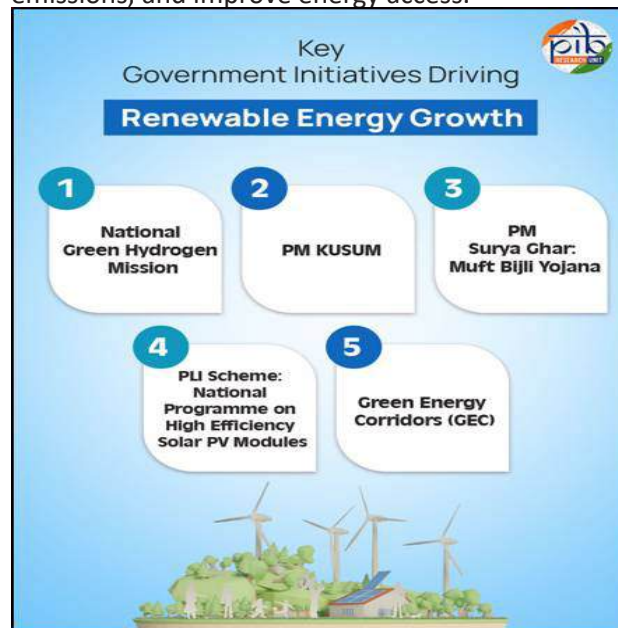 emissions, and improve energy access.
Key
Government Initiatives Driving
Renewable Energy Growth
pib
RESEARCH UNIT
1
National
Green Hydrogen
Mission
2
PM KUSUM
3
PM
Surya Ghar:
Muft Bijli Yojana
4
PLI Scheme:
National
Programme on
High Efficiency
Solar PV Modules
5
Green Energy
Corridors (GEC)